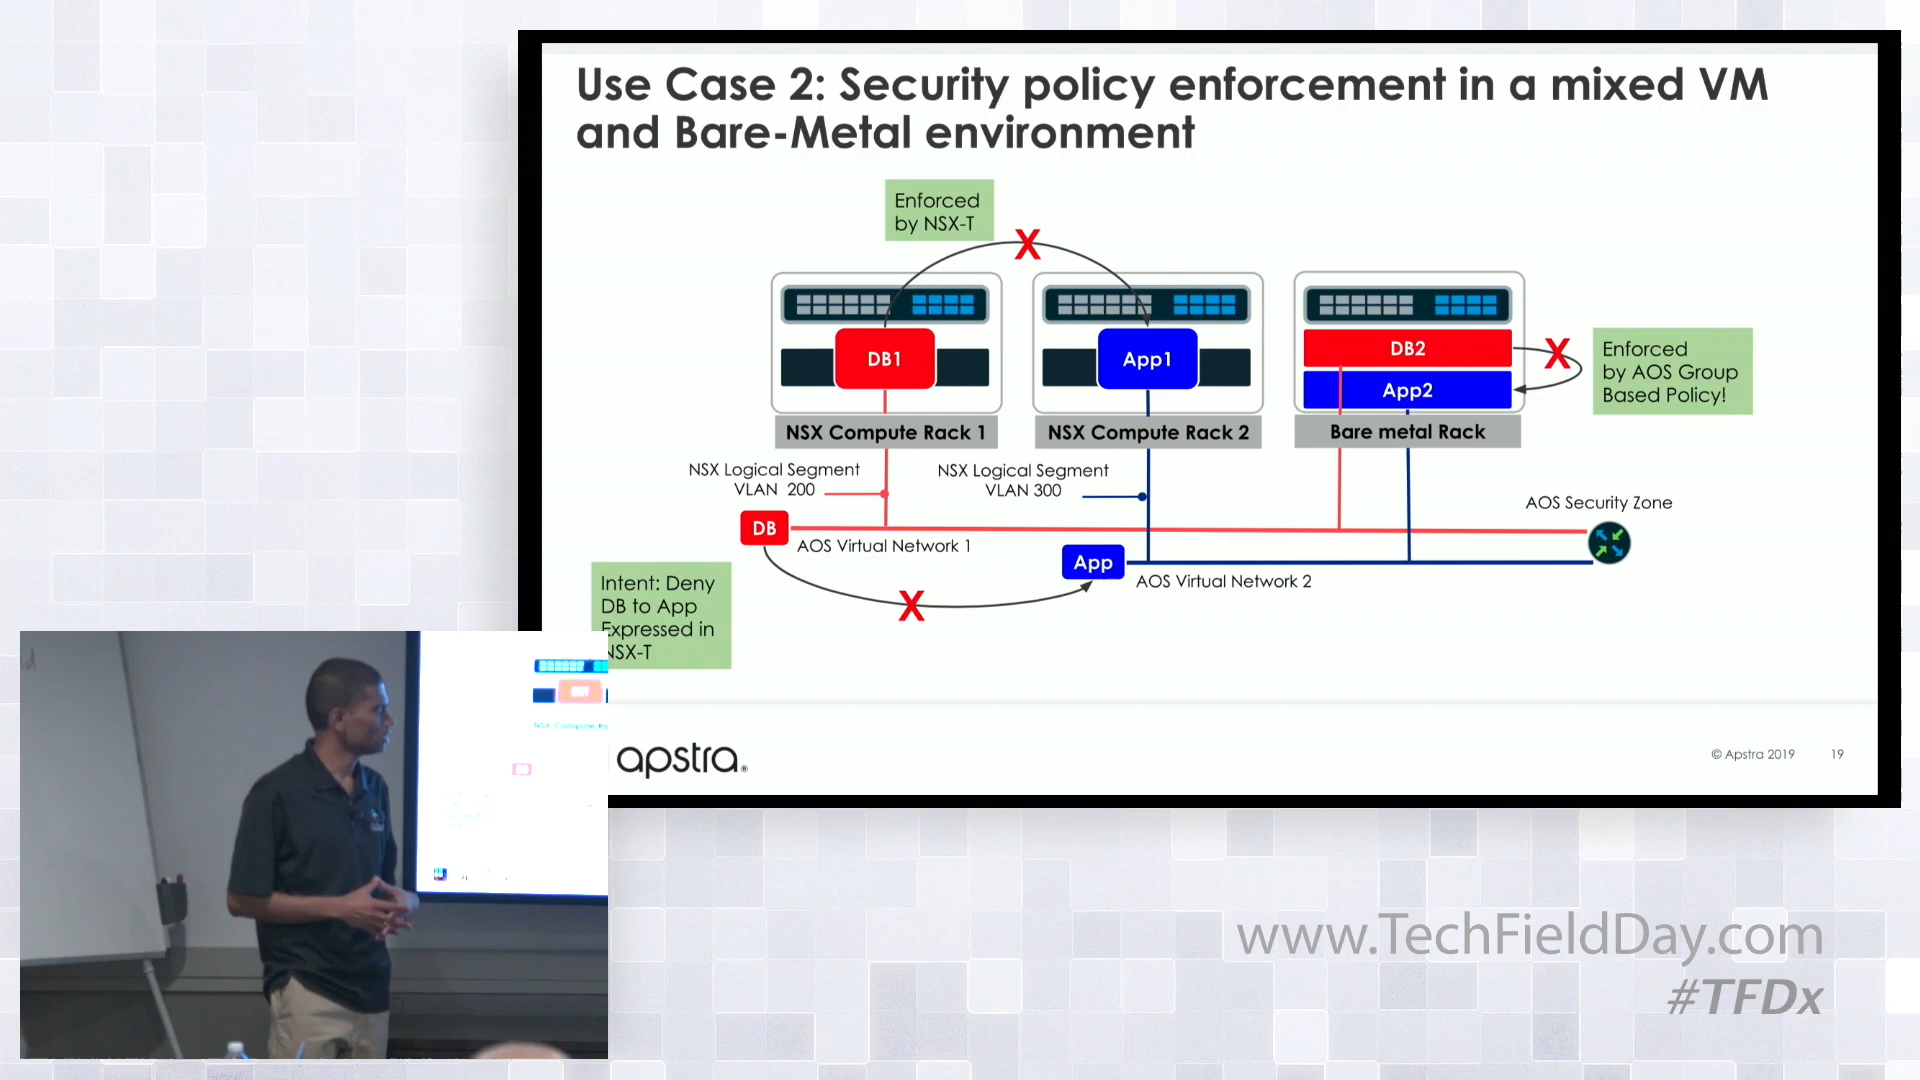 Use Case 2: Security policy enforcement in a mixed VM
and Bare-Metal environment
Enforced
by NSX-T
X
DB1
App1
DB2
App2
X
Enforced
by AOS Group
Based Policy!
NSX Compute Rack 1
NSX Compute Rack 2
Bare metal Rack
NSX Logical Segment
VLAN 200
NSX Logical Segment
VLAN 300
AOS Security Zone
DB
AOS Virtual Network 1
App
AOS Virtual Network 2
Intent: Deny
DB to App
Expressed in
NSX-T
X
apstra®
© Apstra 2019
19
www.TechFieldDay.com
#TFDx